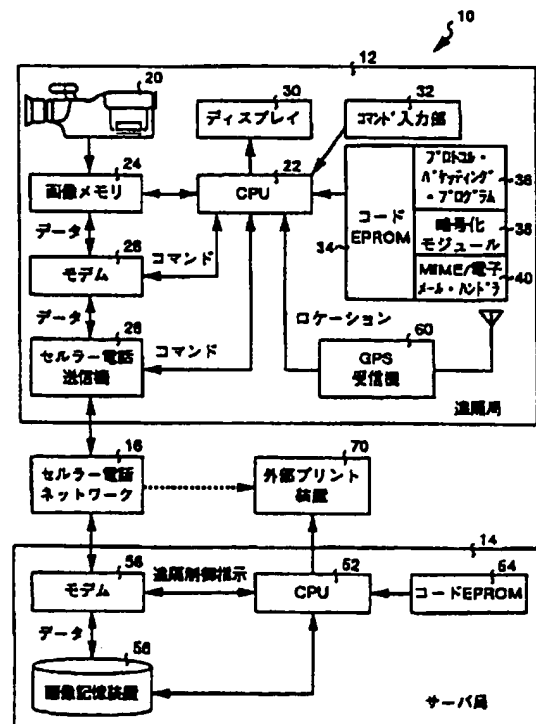 10
12
20
30
32
ディスプレイ
コマンド入力部
24
22
画像メモリ
CPU
プロトコル・
パケッティング
・プログラム
36
データ
コード
EPROM
34
暗号化
モジュール
38
26
コマンド
モデム
MIME/電子
メール・ハンドラ
40
データ
ロケーション
60
26
コマンド
セルラー電話
送信機
GPS
受信機
遠隔局
16
70
セルラー電話
ネットワーク
外部プリント
装置
14
56
遠隔制御指示
52
54
モデム
CPU
コードEPROM
データ
58
画像記憶装置
サーバ局